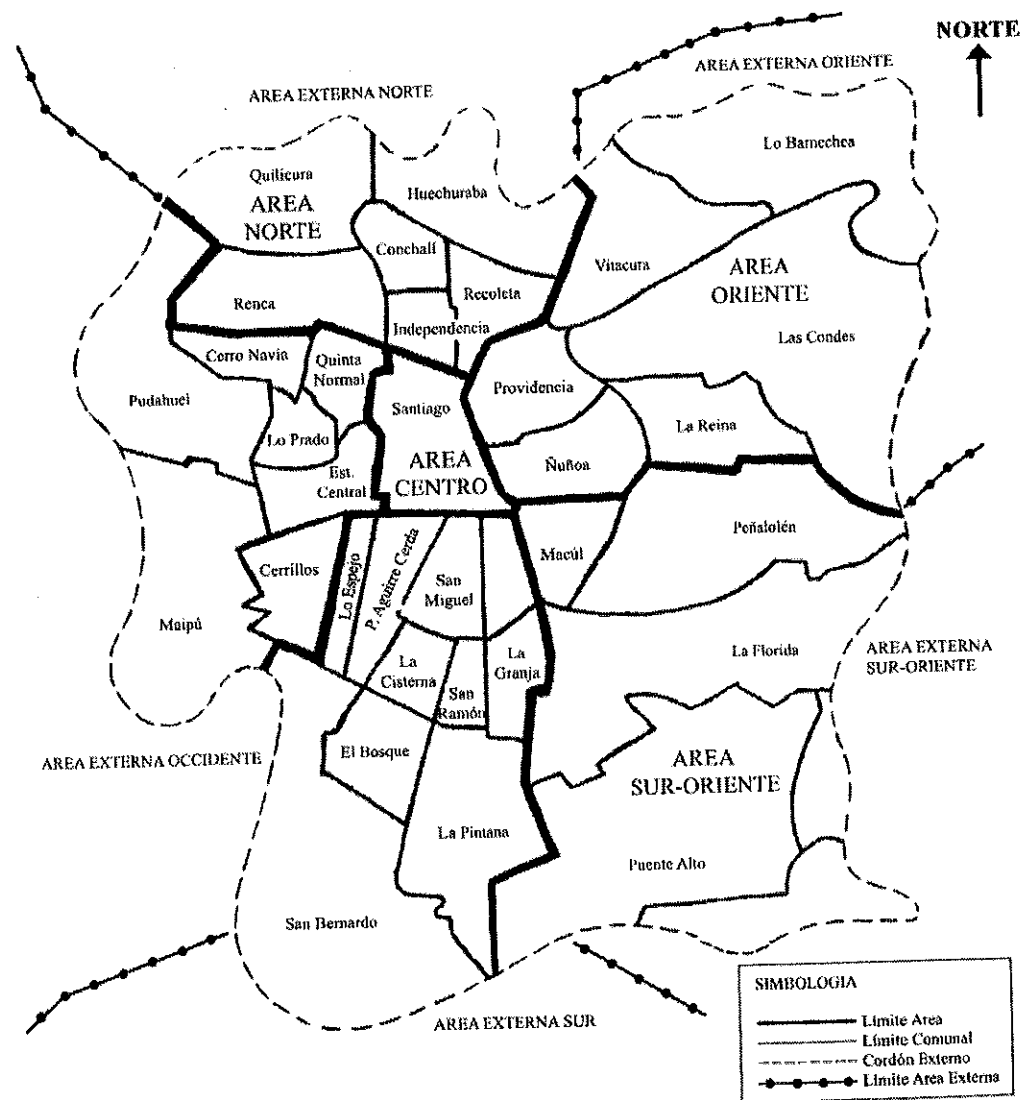 NORTE
AREA EXTERNA ORIENTE
AREA EXTERNA NORTE
Lo Barnechea
Quilicura
Huechuraba
AREA
NORTE
Conchalí
Vitacura
AREA
ORIENTE
Renca
Recoleta
Independencia
Las Condes
Cerro Navia
Quinta
Normal
Providencia
Pudahuel
Santiago
La Reina
Lo Prado
AREA
CENTRO
Ñuñoa
Est.
Central
Peñalolén
Macúl
Cerrillos
Lo Espejo
P. Aguirre Cerda
San
Miguel
Maipú
La Florida
AREA EXTERNA
SUR-ORIENTE
La
Granja
La
Cisterna
San
Ramón
El Bosque
AREA EXTERNA OCCIDENTE
AREA
SUR-ORIENTE
La Pintana
Puente Alto
San Bernardo
AREA EXTERNA SUR
SIMBOLOGIA
Límite Area
Límite Comunal
Cordón Externo
Límite Area Externa